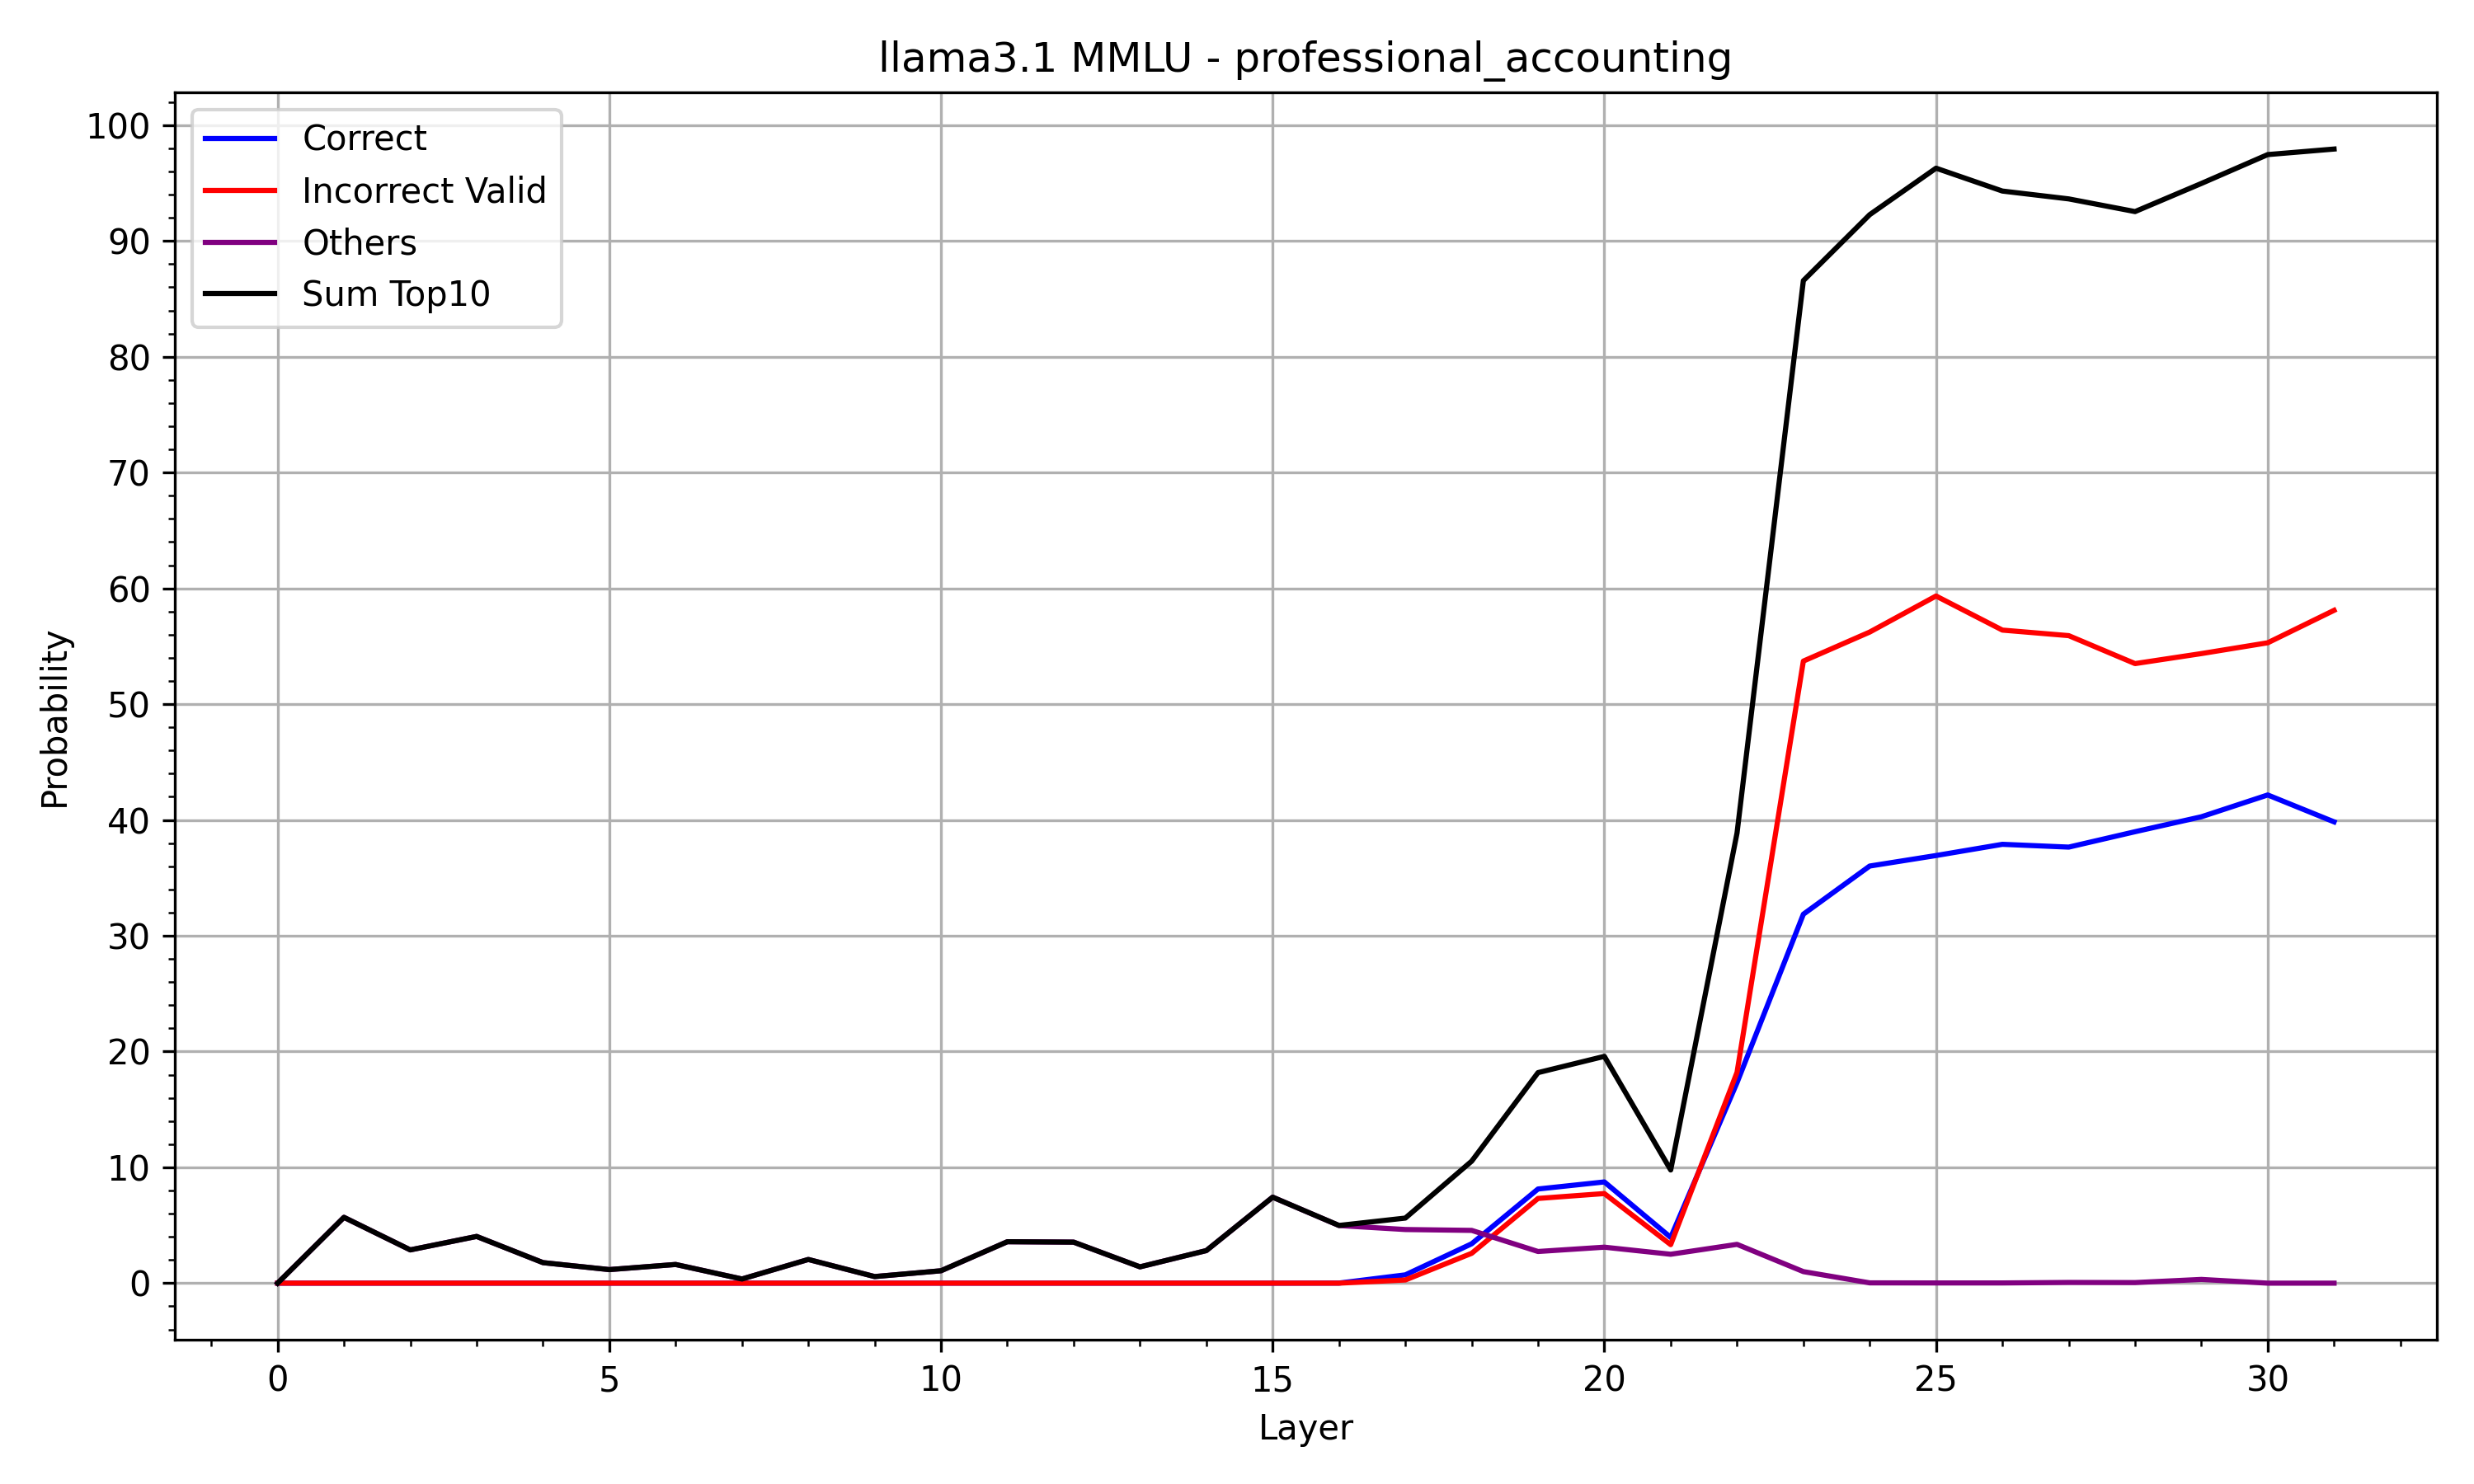 llama3.1 MMLU - professional_accounting
Correct
Incorrect Valid
Others
Sum Top10
100
90
80
70
60
50
40
30
20
10
0
Probability
0 5 10 15 20 25 30
Layer